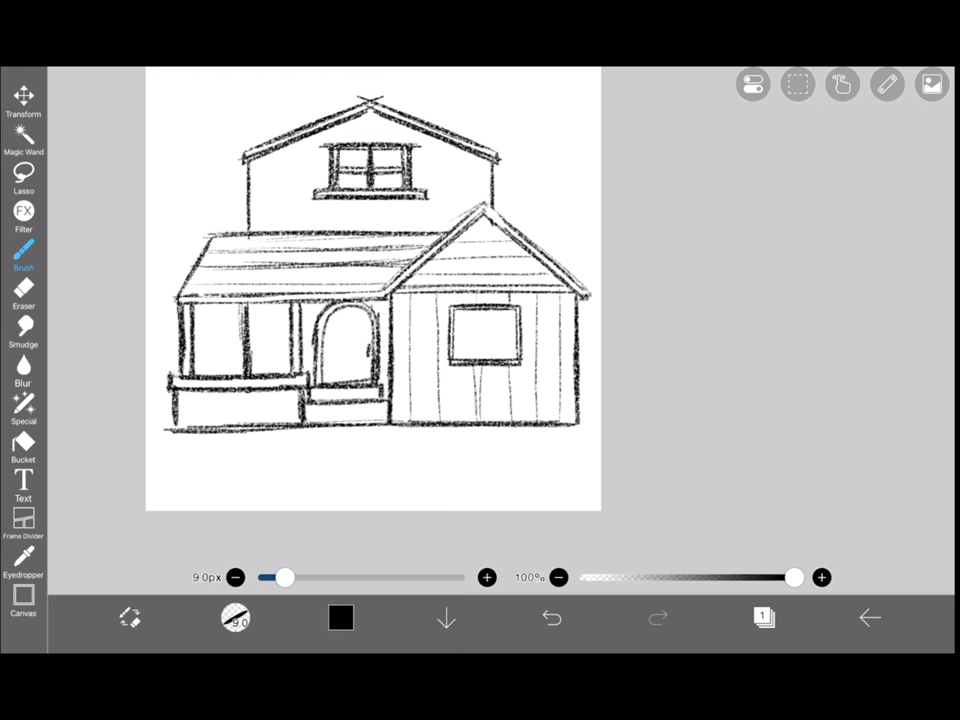 Transform
Magic Wand
Lasso
FX
Filter
Brush
Eraser
Smudge
Blur
Special
Bucket
T
Text
Frame Divider
Eyedropper
Canvas
9.0px
100%
9.0
1